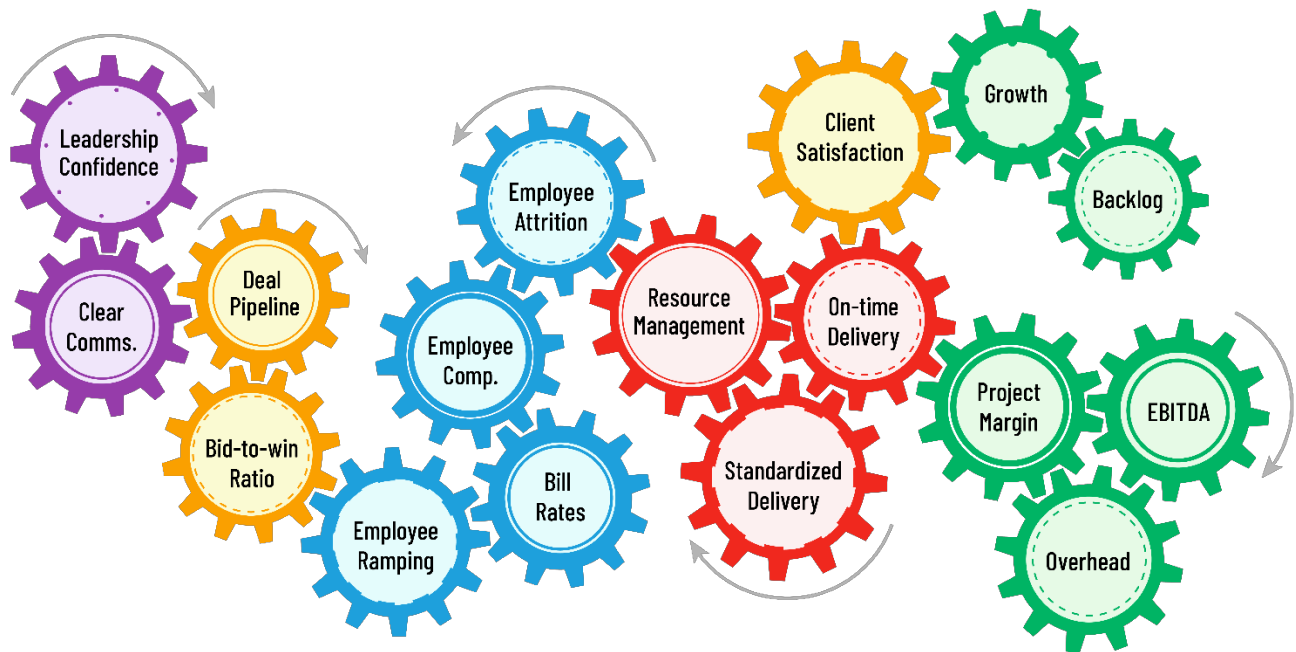 Leadership
Confidence
Clear
Comms.
Deal
Pipeline
Bid-to-win
Ratio
Employee
Attrition
Employee
Comp.
Employee
Ramping
Bill
Rates
Resource
Management
On-time
Delivery
Standardized
Delivery
Client
Satisfaction
Growth
Backlog
Project
Margin
EBITDA
Overhead